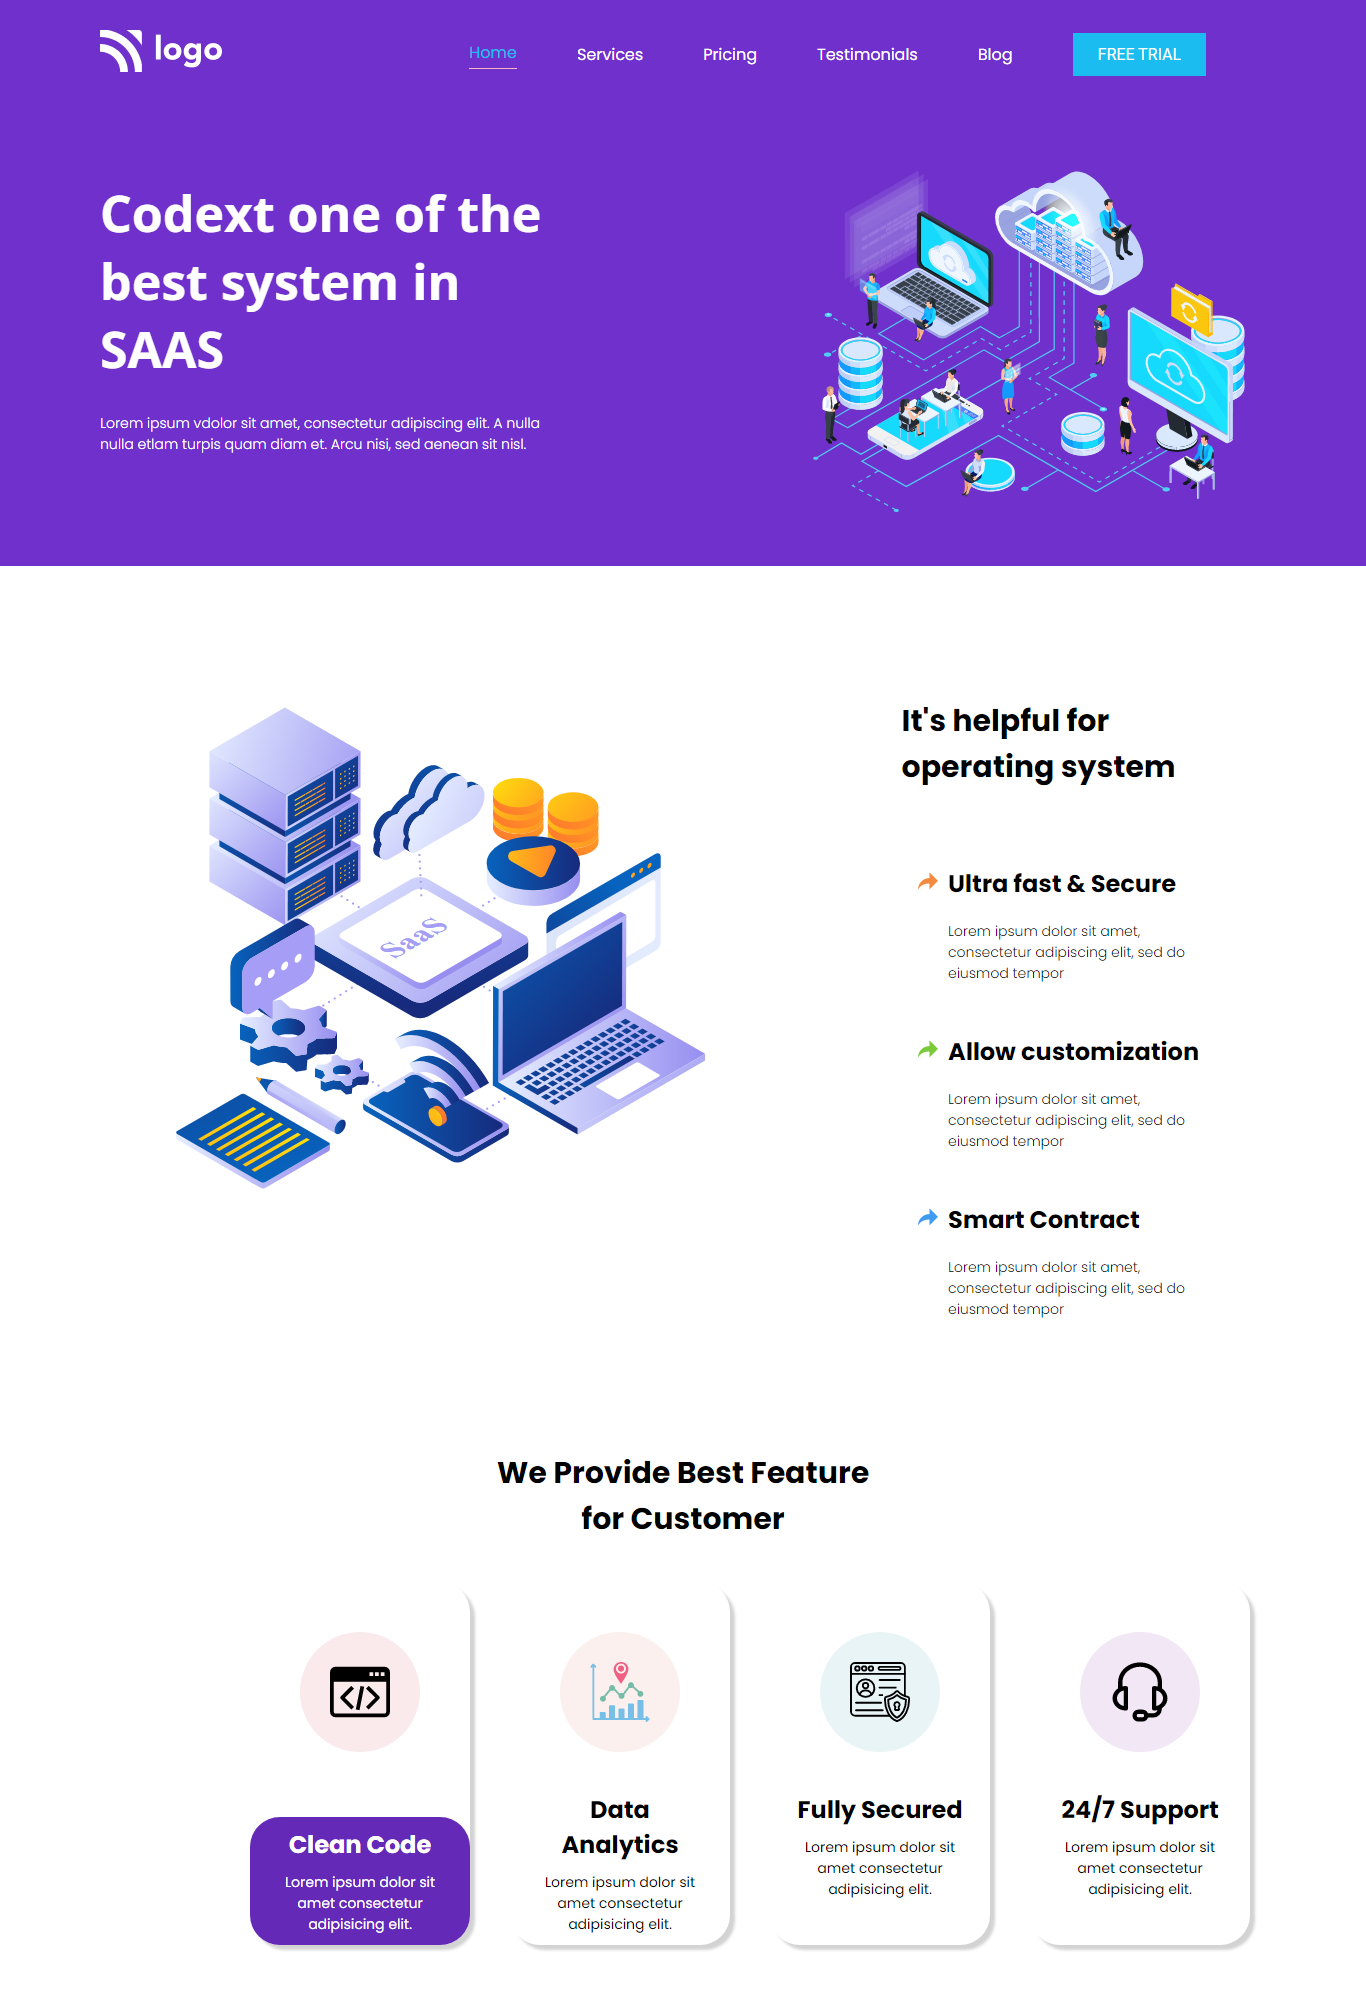 logo
Home Services Pricing Testimonials Blog FREE TRIAL
Codext one of the
best system in
SAAS
Lorem ipsum vdolor sit amet, consectetur adipiscing elit. A nulla
nulla etlam turpis quam diam et. Arcu nisi, sed aenean sit nisl.
SaaS
It's helpful for
operating system
Ultra fast & Secure
Lorem ipsum dolor sit amet,
consectetur adipiscing elit, sed do
eiusmod tempor
Allow customization
Lorem ipsum dolor sit amet,
consectetur adipiscing elit, sed do
eiusmod tempor
Smart Contract
Lorem ipsum dolor sit amet,
consectetur adipiscing elit, sed do
eiusmod tempor
We Provide Best Feature
for Customer
Clean Code
Lorem ipsum dolor sit
amet consectetur
adipisicing elit.
Data
Analytics
Lorem ipsum dolor sit
amet consectetur
adipisicing elit.
Fully Secured
Lorem ipsum dolor sit
amet consectetur
adipisicing elit.
24/7 Support
Lorem ipsum dolor sit
amet consectetur
adipisicing elit.